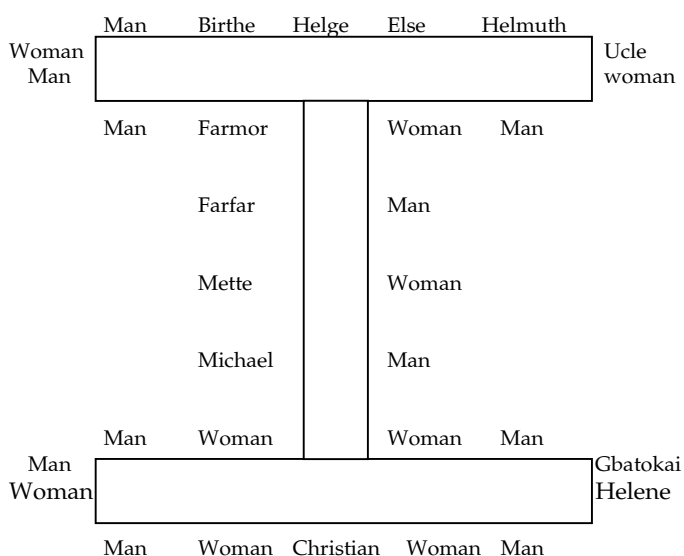 Man Birthe Helge Else Helmuth
Woman Ucle
Man woman
Man Farmor Woman Man
Farfar Man
Mette Woman
Michael Man
Man Woman Woman Man
Man Gbatokai
Woman Helene
Man Woman Christian Woman Man